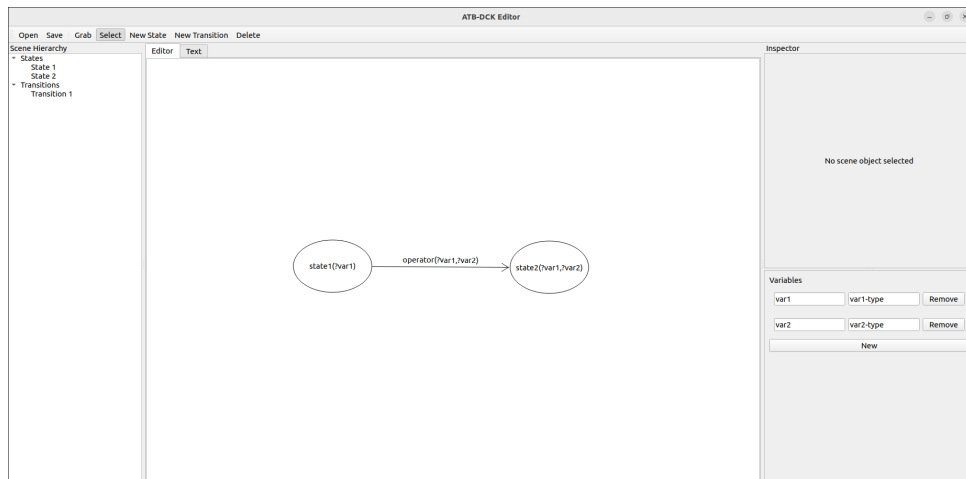 ATB-DCK Editor
Open Save Grab Select New State New Transition Delete
Scene Hierarchy
States
State 1
State 2
Transitions
Transition 1
Editor Text
state1(?var1)
operator(?var1,?var2)
state2(?var1,?var2)
Inspector
No scene object selected
Variables
var1 var1-type Remove
var2 var2-type Remove
New